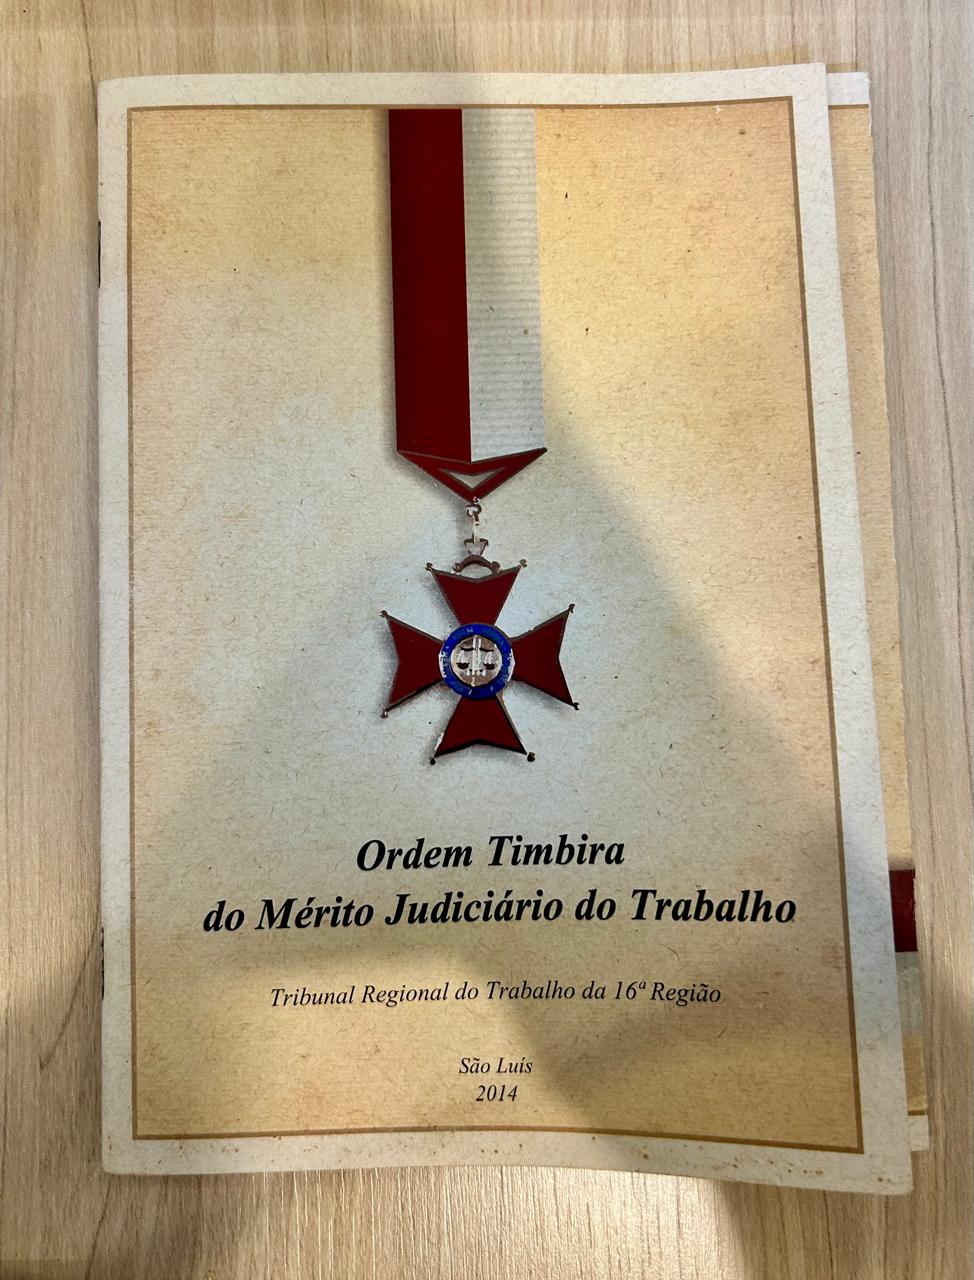 Ordem Timbira
do Mérito Judiciário do Trabalho
Tribunal Regional do Trabalho da 16ª Região
São Luís
2014